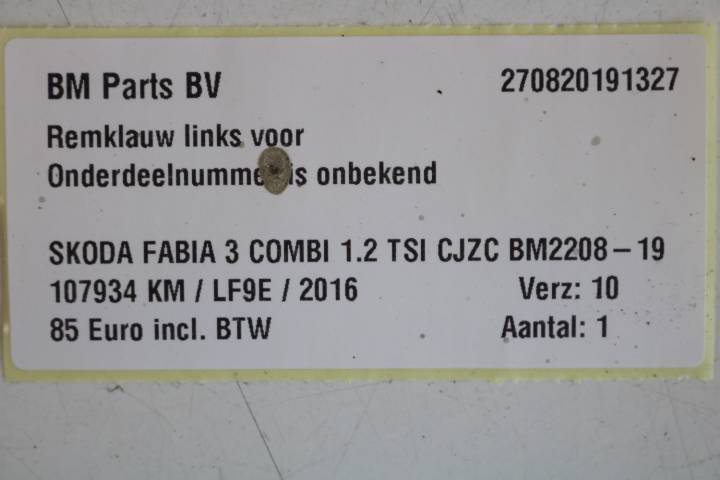 BM Parts BV 270820191327
Remklauw links voor
Onderdeelnummer is onbekend
SKODA FABIA 3 COMBI 1.2 TSI CJZC BM2208-19
107934 KM / LF9E / 2016 Verz: 10
85 Euro incl. BTW Aantal: 1